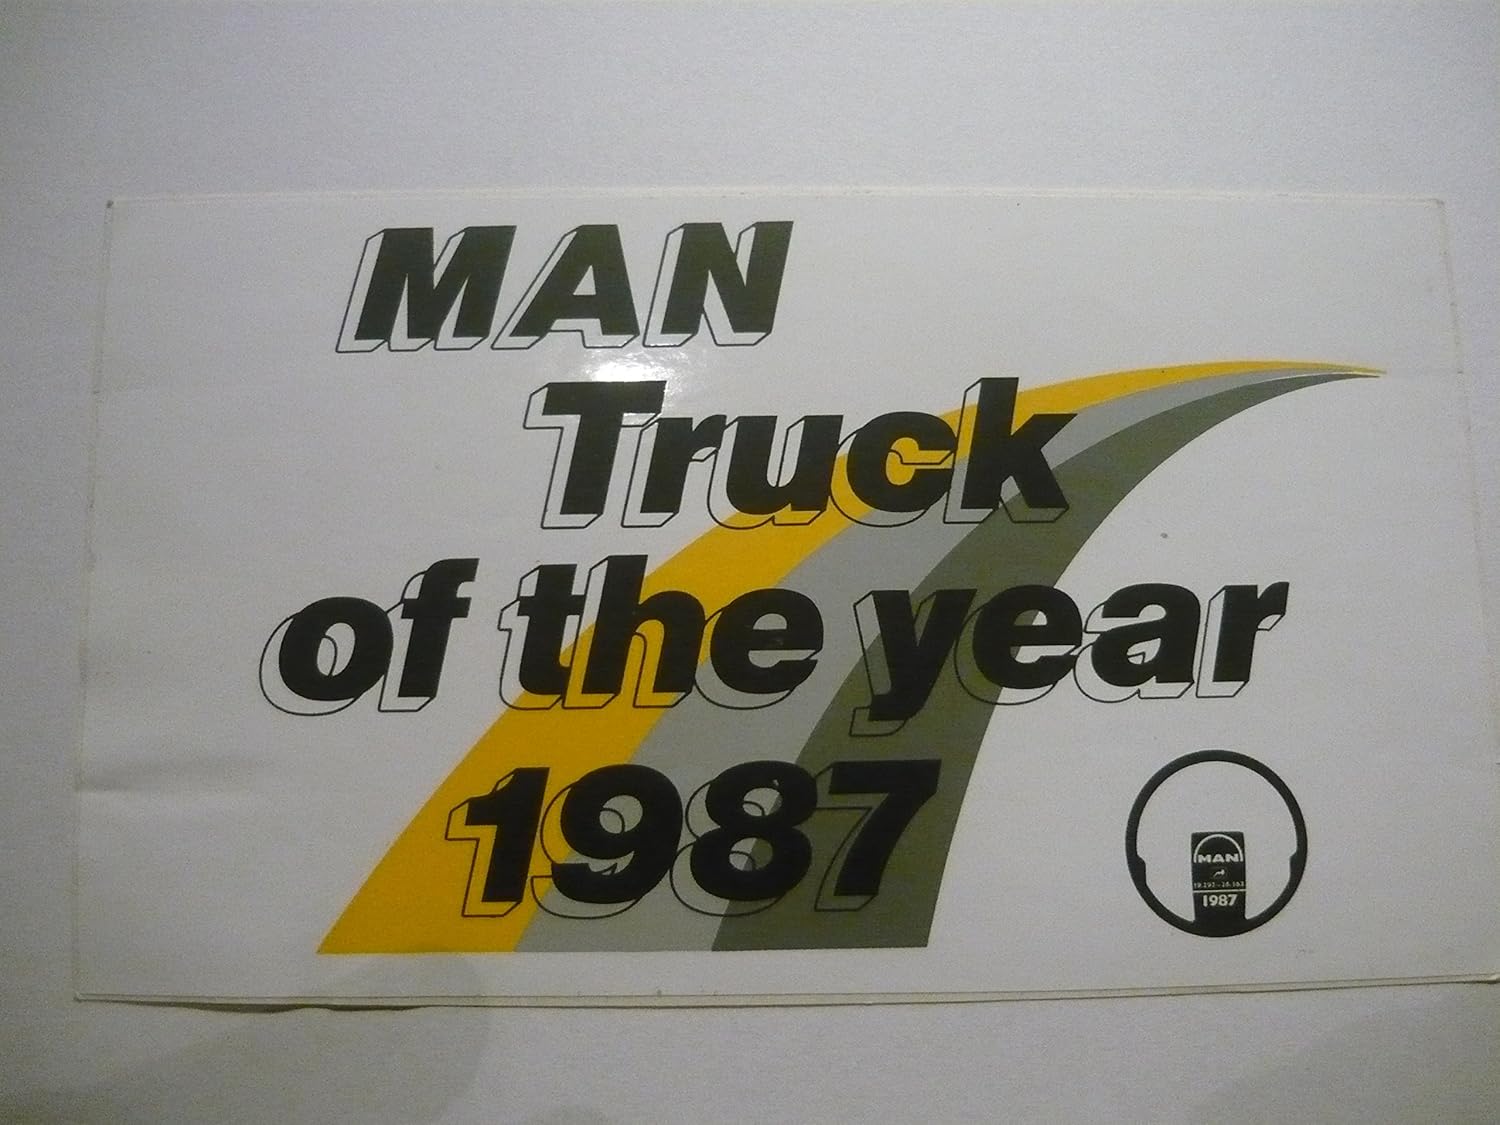 MAN
Truck
of the year
1987
MAN
1987